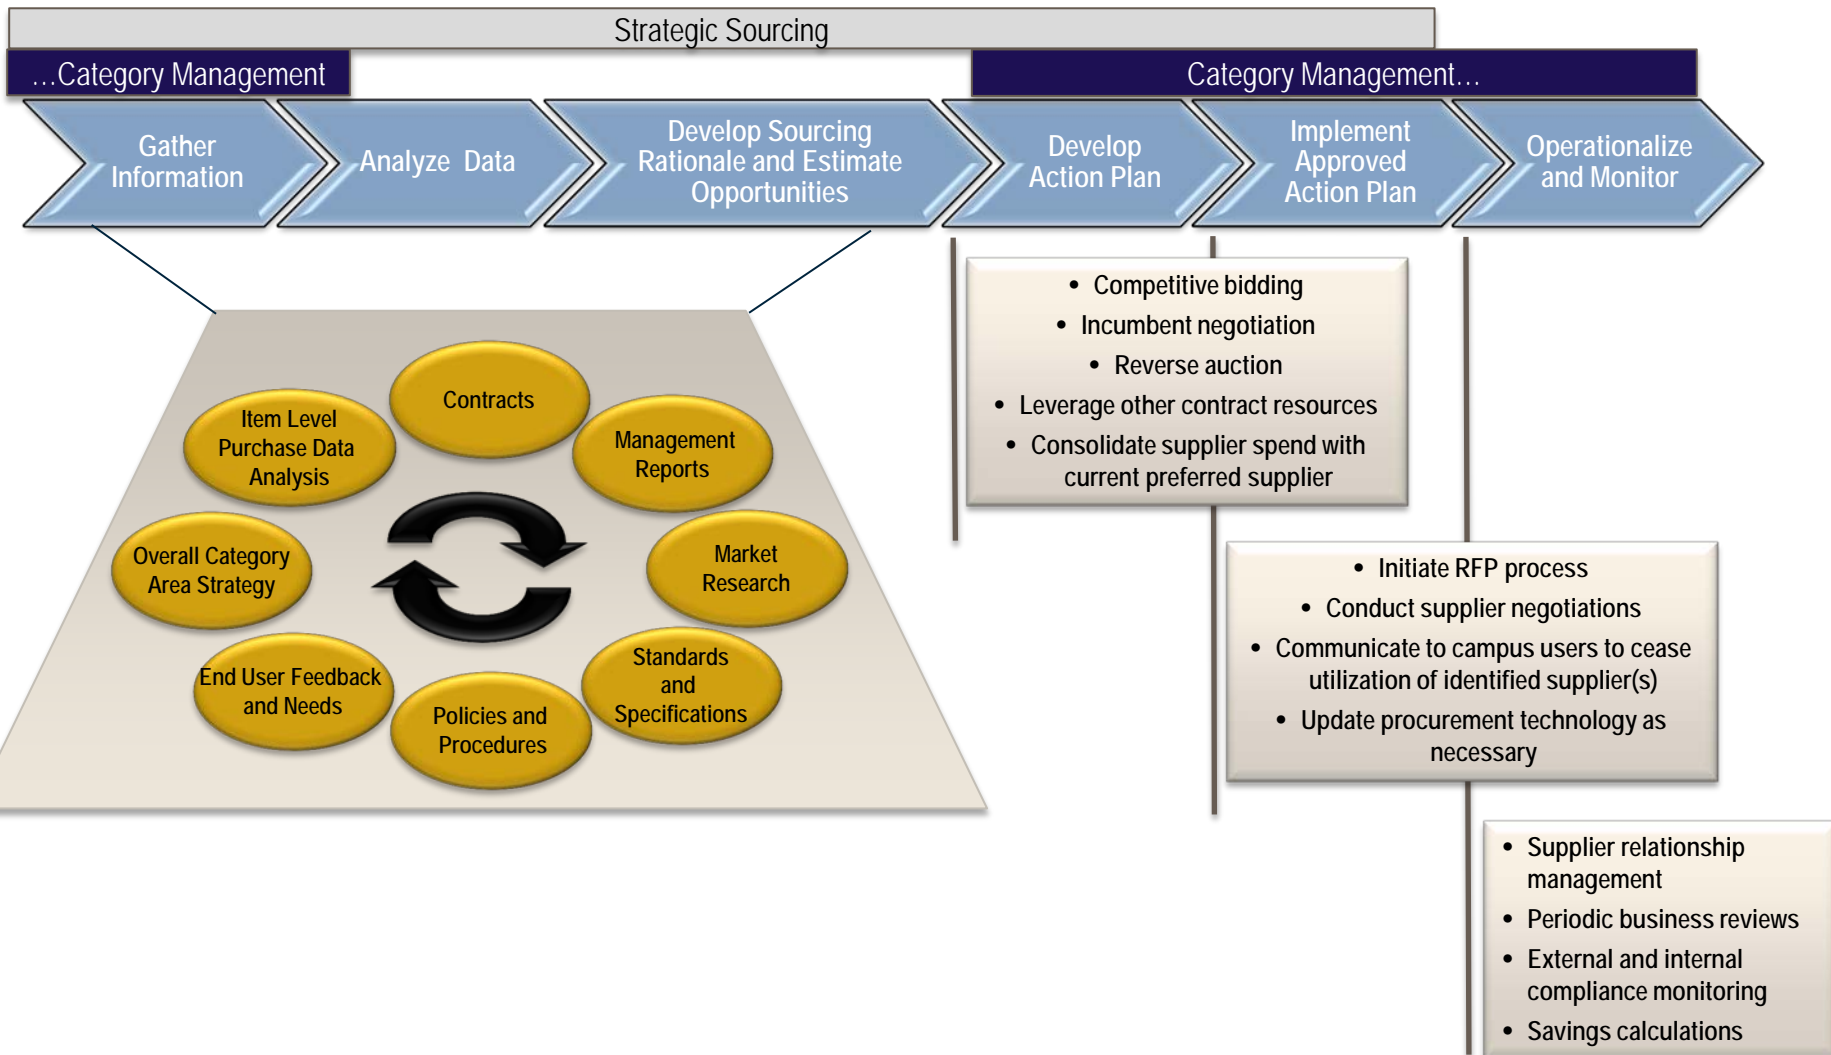 Strategic Sourcing
…Category Management
Category Management…
Gather
Information
Analyze Data
Develop Sourcing
Rationale and Estimate
Opportunities
Develop
Action Plan
Implement
Approved
Action Plan
Operationalize
and Monitor
Contracts
Item Level
Purchase Data
Analysis
Management
Reports
Overall Category
Area Strategy
Market
Research
End User Feedback
and Needs
Standards
and
Specifications
Policies and
Procedures
• Competitive bidding
• Incumbent negotiation
• Reverse auction
• Leverage other contract resources
• Consolidate supplier spend with
current preferred supplier
• Initiate RFP process
• Conduct supplier negotiations
• Communicate to campus users to cease
utilization of identified supplier(s)
• Update procurement technology as
necessary
• Supplier relationship
management
• Periodic business reviews
• External and internal
compliance monitoring
• Savings calculations